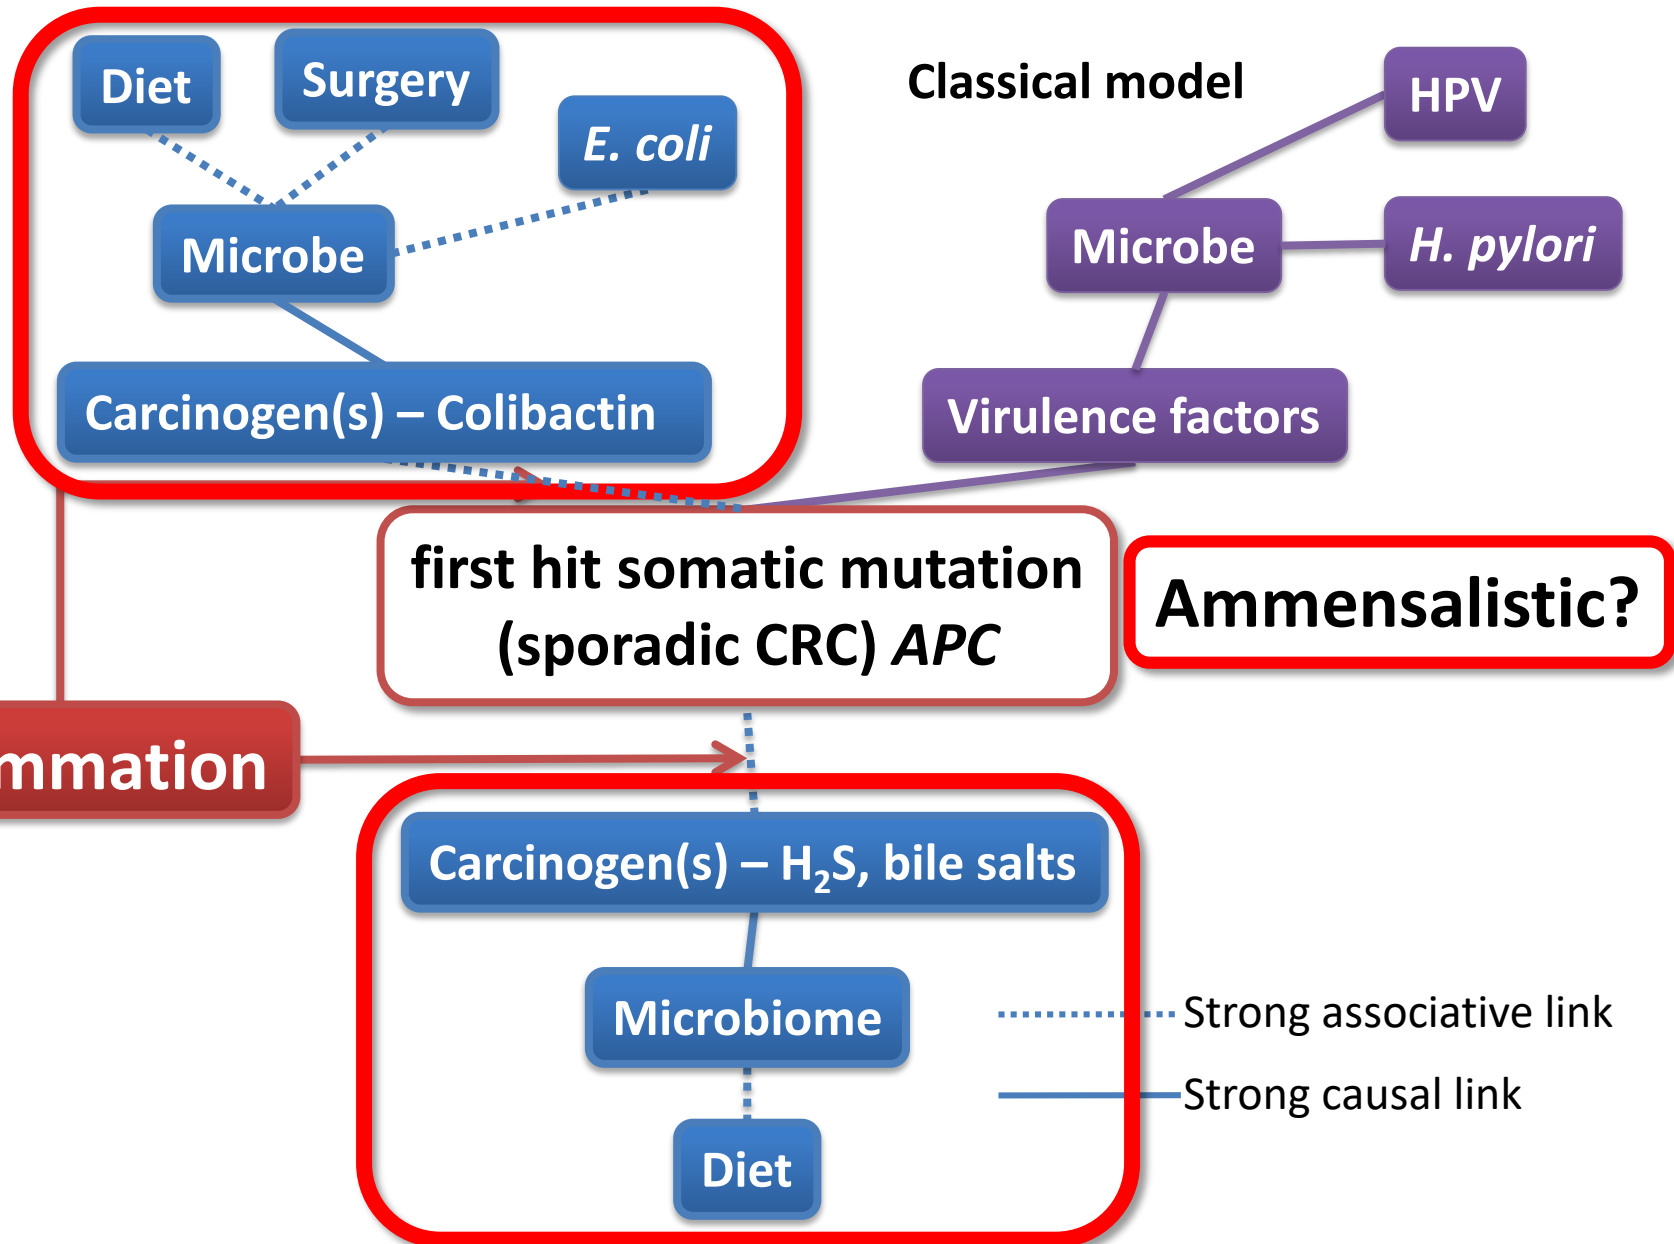 Diet
Surgery
E. coli
Microbe
Carcinogen(s) – Colibactin
Classical model
HPV
Microbe
H. pylori
Virulence factors
first hit somatic mutation
(sporadic CRC) APC
Ammensalistic?
mmation
Carcinogen(s) – H₂S, bile salts
Microbiome
Diet
Strong associative link
Strong causal link